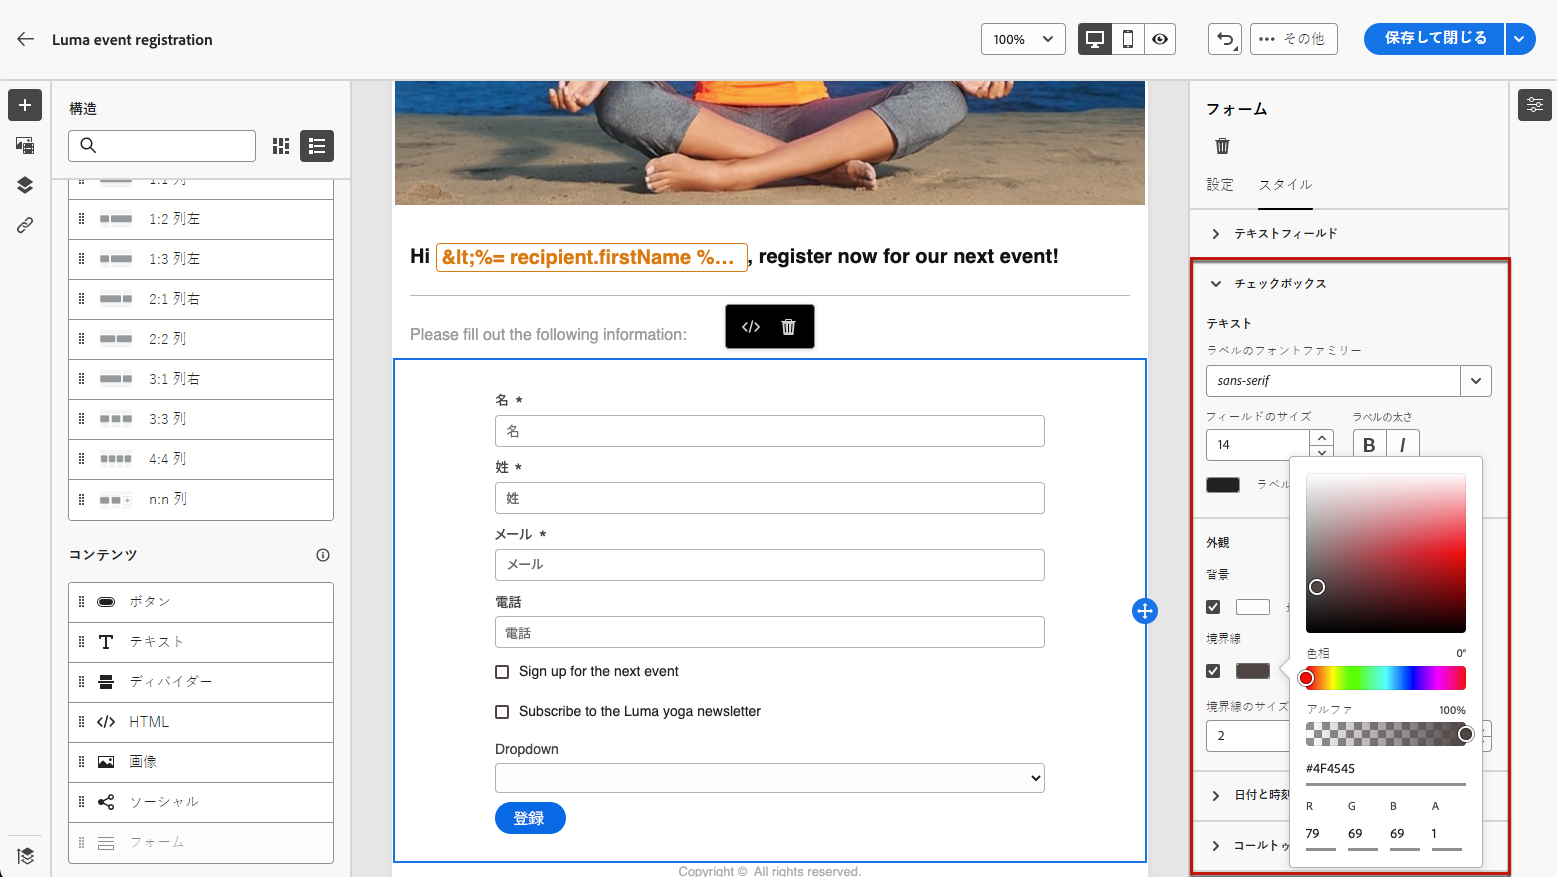 Luma event registration
100%
その他
保存して閉じる
構造
1:1 列
1:2 列左
1:3 列左
2:1 列右
2:2 列
3:1 列右
3:3 列
4:4 列
n:n 列
コンテンツ
ボタン
テキスト
ディバイダー
HTML
画像
ソーシャル
フォーム
Hi &lt;%= recipient.firstName %... , register now for our next event!
Please fill out the following information:
名 *
名
姓 *
姓
メール *
メール
電話
電話
Sign up for the next event
Subscribe to the Luma yoga newsletter
Dropdown
登録
Copyright © All rights reserved.
フォーム
設定 スタイル
テキストフィールド
チェックボックス
テキスト
ラベルのフォントファミリー
sans-serif
フィールドのサイズ ラベルの太さ
14 B I
ラベル
外観
背景
境界線
境界線のサイズ
2
日付と時刻
コールトゥ
色相 0°
アルファ 100%
#4F4545
R G B A
79 69 69 1